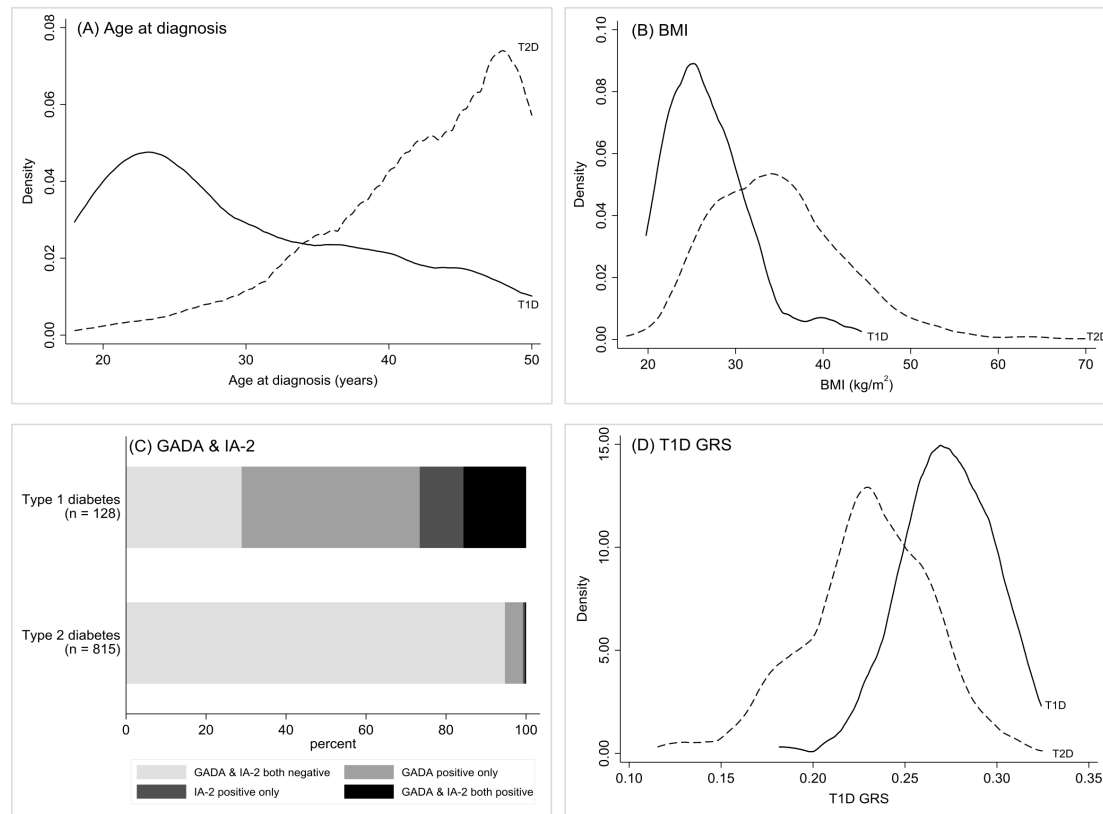 (A) Age at diagnosis
0.08
0.06
0.04
0.02
0.00
Density
T2D
T1D
20
30
40
50
Age at diagnosis (years)
(B) BMI
0.10
0.08
0.06
0.04
0.02
0.00
Density
T1D
T2D
20
30
40
50
60
70
BMI (kg/m²)
(C) GADA & IA-2
Type 1 diabetes
(n = 128)
Type 2 diabetes
(n = 815)
0
20
40
60
80
100
percent
GADA & IA-2 both negative
GADA positive only
IA-2 positive only
GADA & IA-2 both positive
(D) T1D GRS
15.00
10.00
5.00
0.00
Density
T1D
T2D
0.10
0.15
0.20
0.25
0.30
0.35
T1D GRS